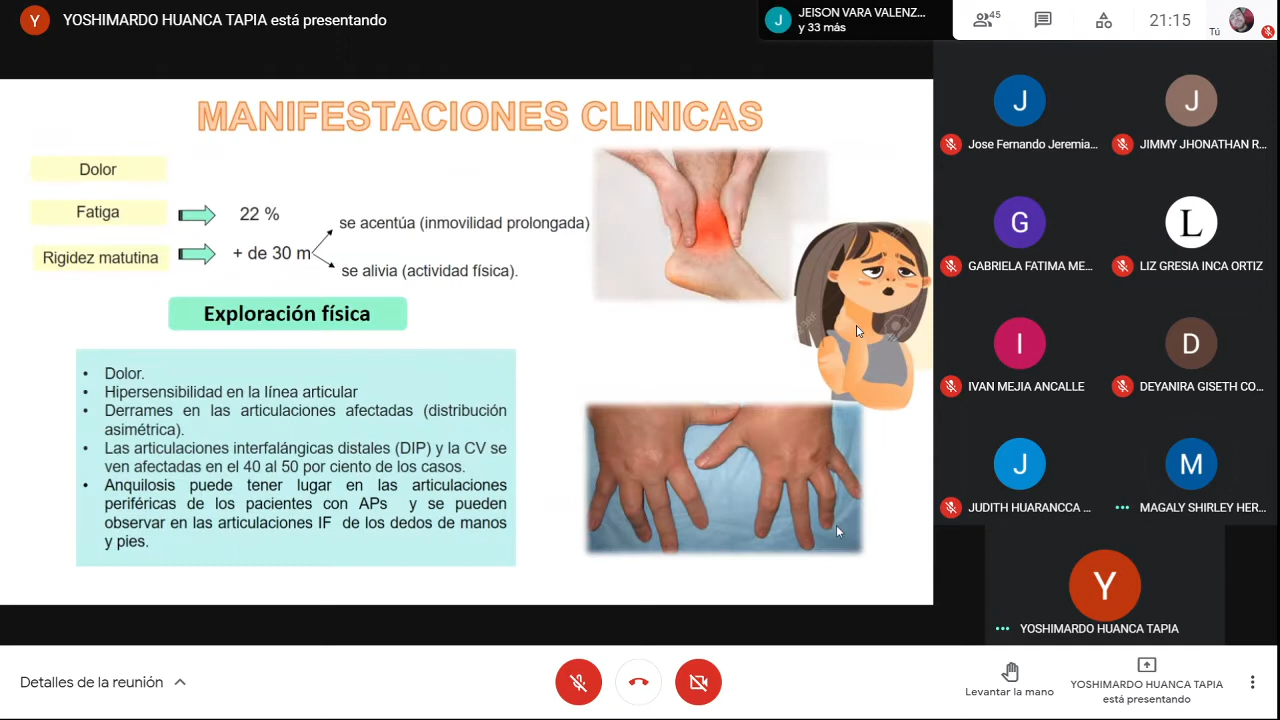 Y YOSHIMARDO HUANCA TAPIA está presentando
J JEISON VARA VALENZ...
y 33 más
45
21:15
Tú
MANIFESTACIONES CLINICAS
Dolor
Fatiga
22 %
Rigidez matutina
+ de 30 m
se acentúa (inmovilidad prolongada)
se alivia (actividad física).
Exploración física
• Dolor.
• Hipersensibilidad en la línea articular
• Derrames en las articulaciones afectadas (distribución
asimétrica).
• Las articulaciones interfalángicas distales (DIP) y la CV se
ven afectadas en el 40 al 50 por ciento de los casos.
• Anquilosis puede tener lugar en las articulaciones
periféricas de los pacientes con APs y se pueden
observar en las articulaciones IF de los dedos de manos
y pies.
J
Jose Fernando Jeremia...
J
JIMMY JHONATHAN R...
G
GABRIELA FATIMA ME...
L
LIZ GRESIA INCA ORTIZ
I
IVAN MEJIA ANCALLE
D
DEYANIRA GISETH CO...
J
JUDITH HUARANCCA ...
M
MAGALY SHIRLEY HER...
Y
YOSHIMARDO HUANCA TAPIA
Detalles de la reunión
Levantar la mano
YOSHIMARDO HUANCA TAPIA
está presentando